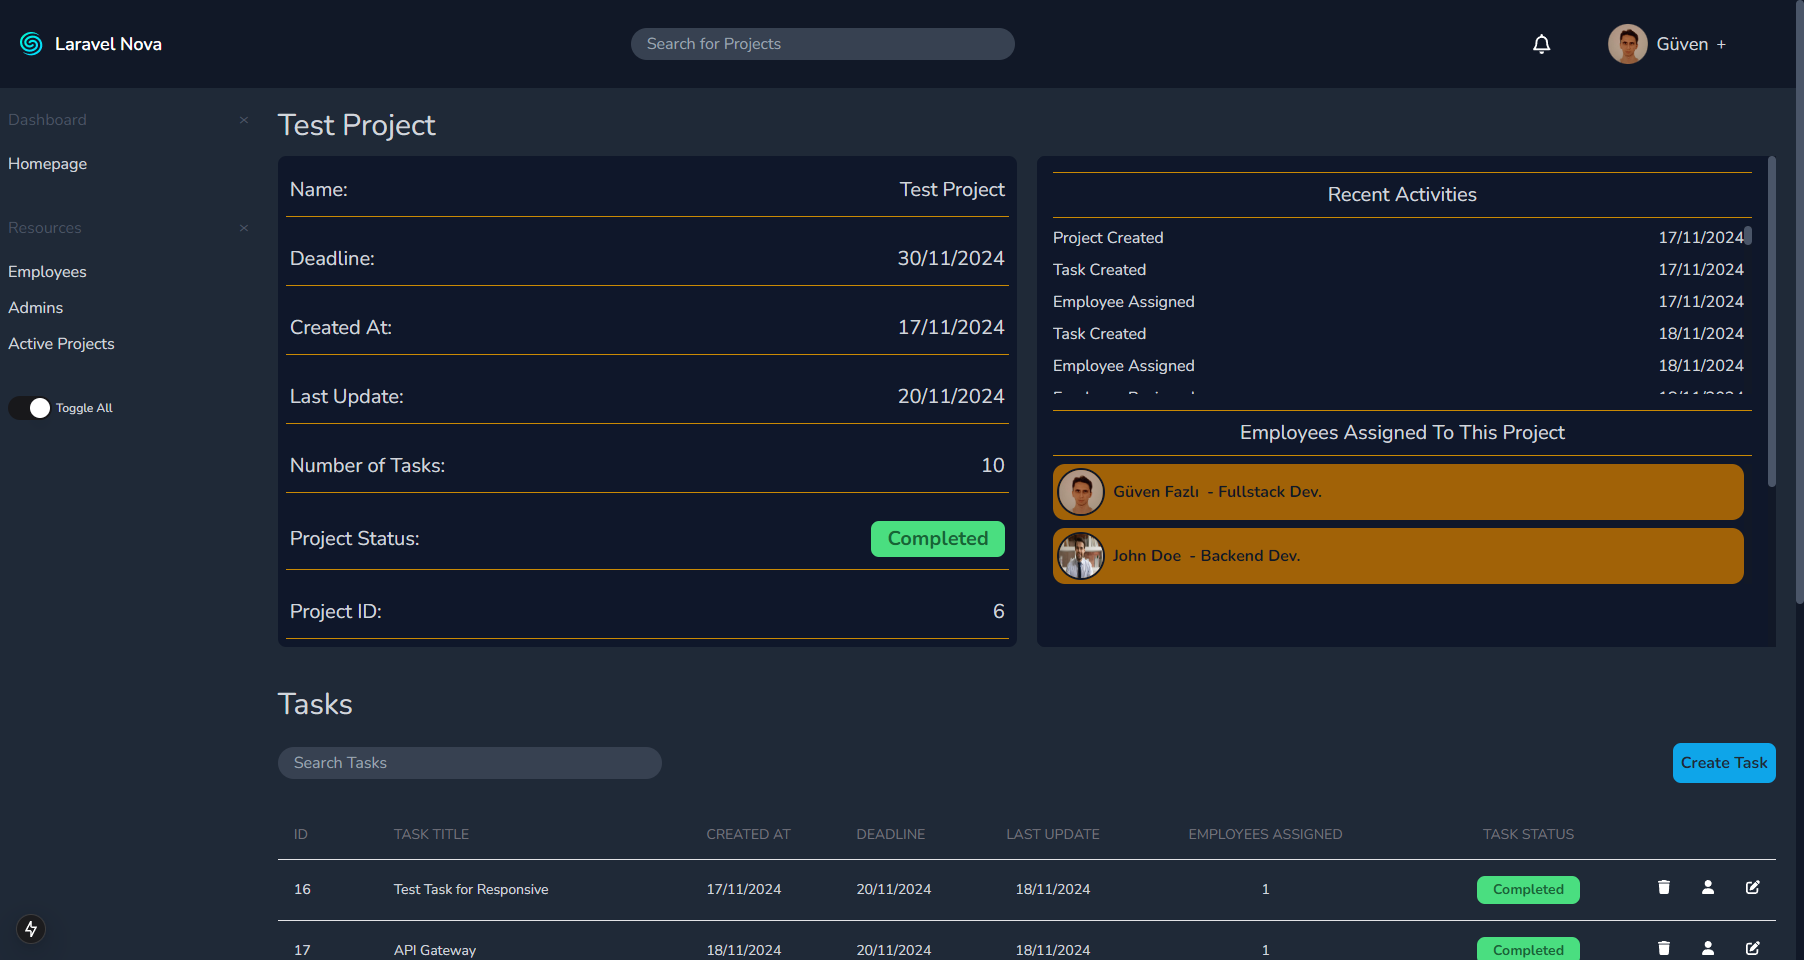 Laravel Nova
Search for Projects
Güven +
Dashboard
Homepage
Resources
Employees
Admins
Active Projects
Toggle All
Test Project
Name: Test Project
Deadline: 30/11/2024
Created At: 17/11/2024
Last Update: 20/11/2024
Number of Tasks: 10
Project Status: Completed
Project ID: 6
Recent Activities
Project Created 17/11/2024
Task Created 17/11/2024
Employee Assigned 17/11/2024
Task Created 18/11/2024
Employee Assigned 18/11/2024
Employees Assigned To This Project
Güven Fazlı - Fullstack Dev.
John Doe - Backend Dev.
Tasks
Search Tasks
Create Task
ID TASK TITLE CREATED AT DEADLINE LAST UPDATE EMPLOYEES ASSIGNED TASK STATUS
16 Test Task for Responsive 17/11/2024 20/11/2024 18/11/2024 1 Completed
17 API Gateway 18/11/2024 20/11/2024 18/11/2024 1 Completed